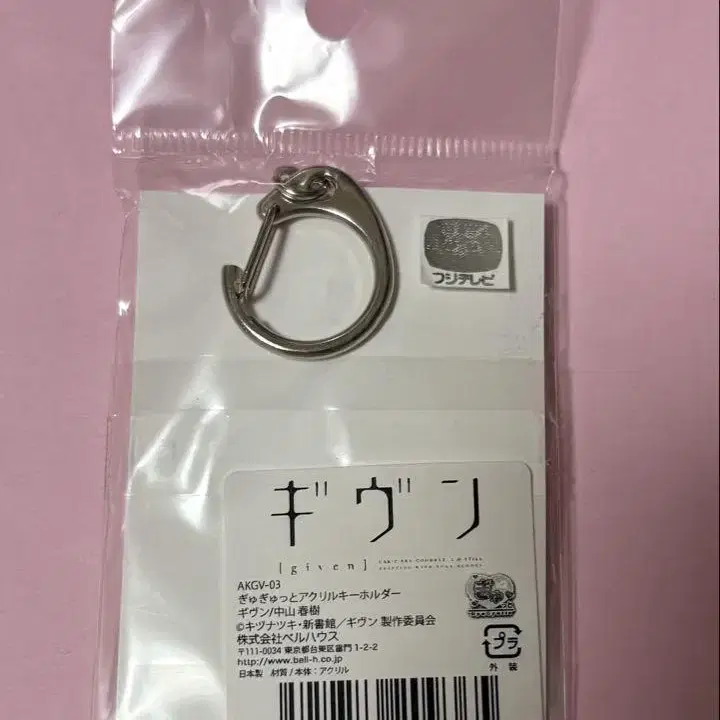 フジテレビ
ギヴン
[given]
AKGV-03
ぎゅぎゅっとアクリルキーホルダー
ギヴン/中山 春樹
©キヅナツキ・新書館／ギヴン 製作委員会
株式会社ベルハウス
〒111-0034 東京都台東区雷門 1-2-2
http://www.bell-h.co.jp
日本製 材質/本体：アクリル
プラ
外装